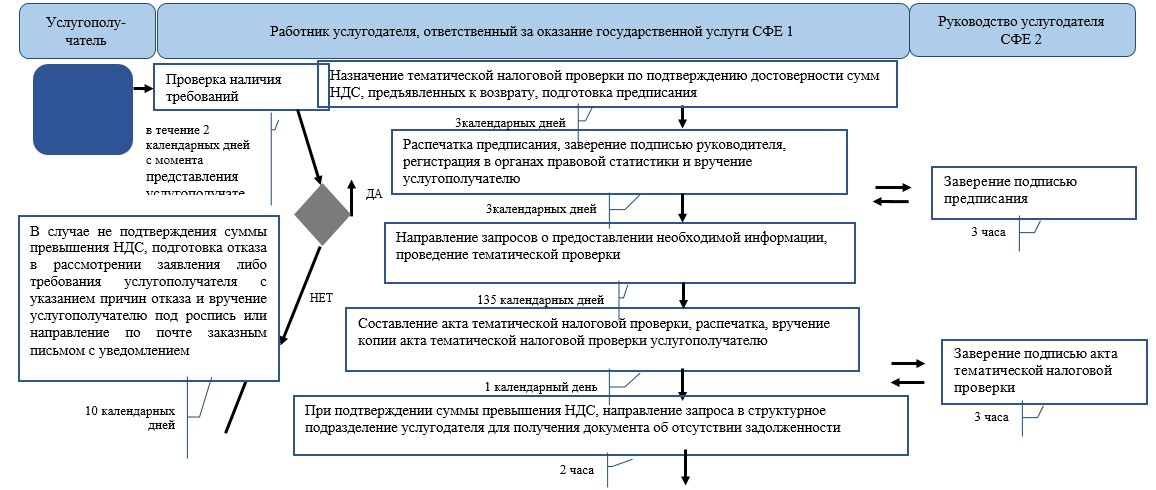 Услугополу-
чатель
Работник услугодателя, ответственный за оказание государственной услуги СФЕ 1
Руководство услугодателя
СФЕ 2
Проверка наличия
требований
в течение 2
календарных дней
с момента
представления
услугополучате
Назначение тематической налоговой проверки по подтверждению достоверности сумм
НДС, предъявленных к возврату, подготовка предписания
3календарных дней
Распечатка предписания, заверение подписью руководителя,
регистрация в органах правовой статистики и вручение
услугополучателю
3календарных дней
Заверение подписью
предписания
3 часа
ДА
НЕТ
В случае не подтверждения суммы
превышения НДС, подготовка отказа
в рассмотрении заявления либо
требования услугополучателя с
указанием причин отказа и вручение
услугополучателю под роспись или
направление по почте заказным
письмом с уведомлением
10 календарных
дней
Направление запросов о предоставлении необходимой информации,
проведение тематической проверки
135 календарных дней
Составление акта тематической налоговой проверки, распечатка, вручение
копии акта тематической налоговой проверки услугополучателю
1 календарный день
Заверение подписью акта
тематической налоговой
проверки
3 часа
При подтверждении суммы превышения НДС, направление запроса в структурное
подразделение услугодателя для получения документа об отсутствии задолженности
2 часа